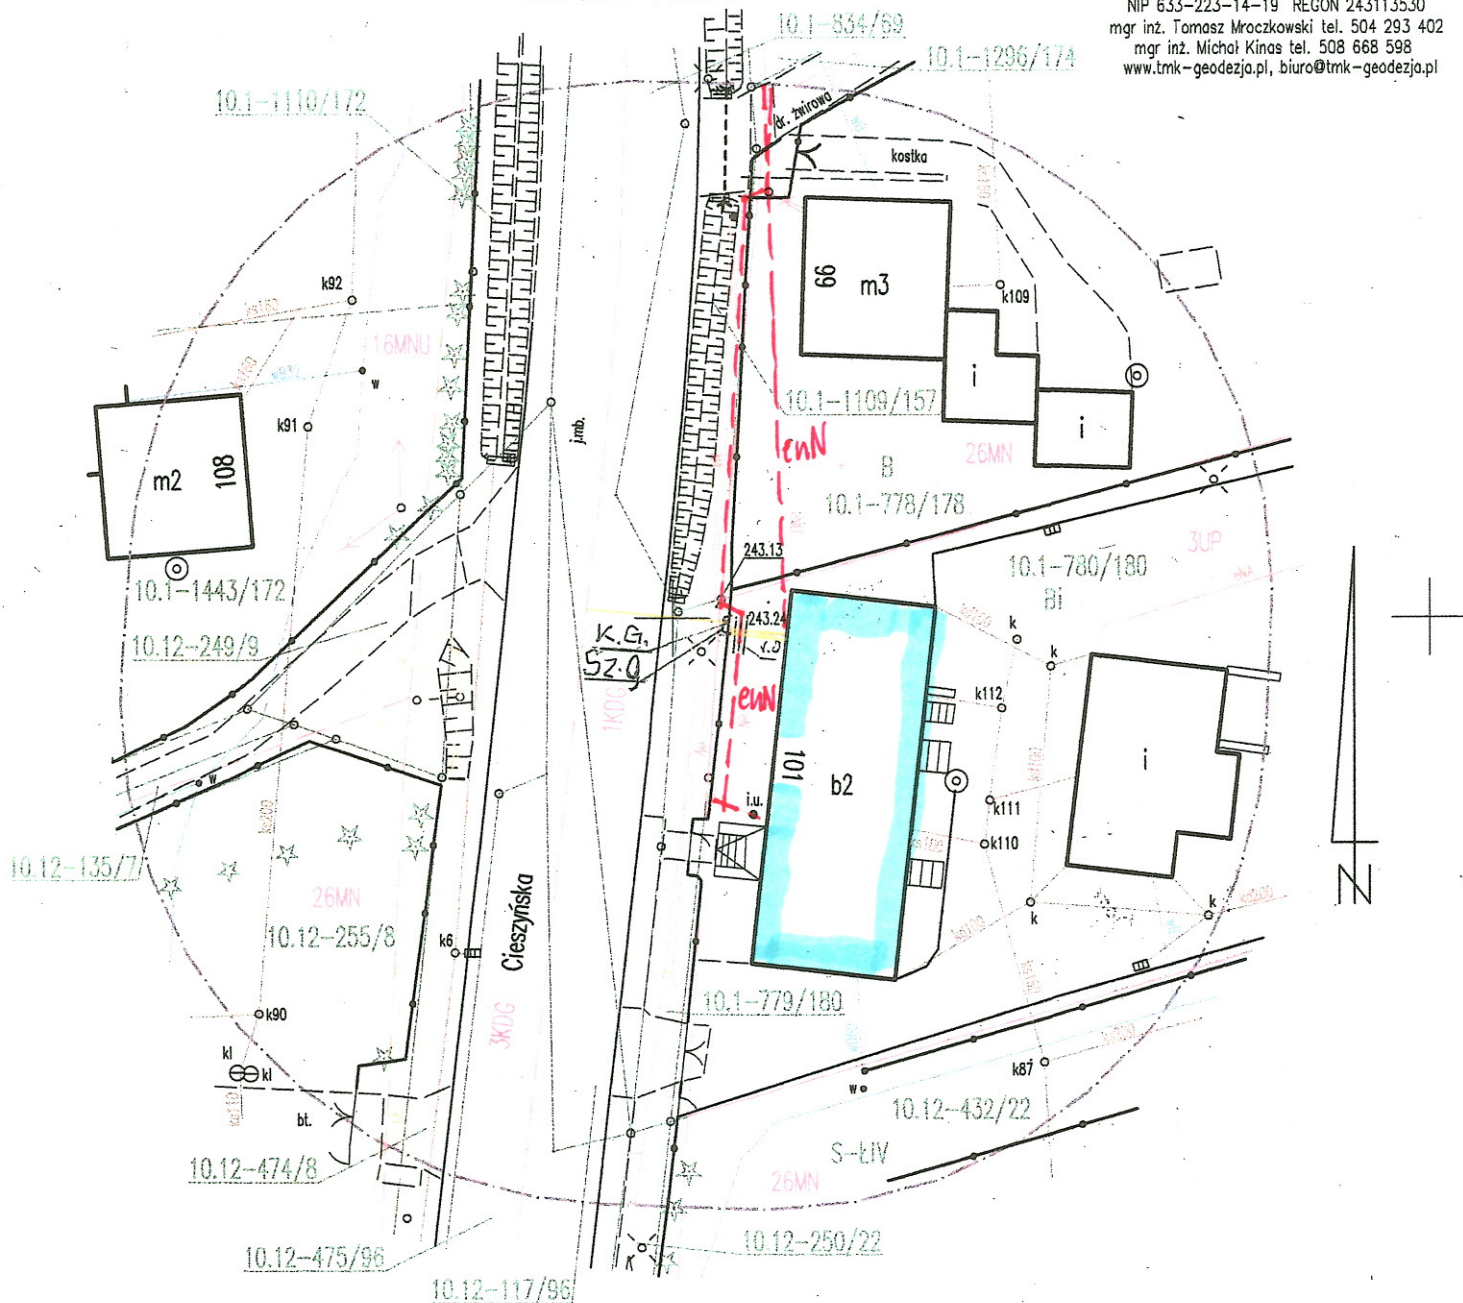 NIP 633-223-14-19 REGON 243113530
mgr inż. Tomasz Mroczkowski tel. 504 293 402
mgr inż. Michał Kinas tel. 508 668 598
www.tmk-geodezja.pl, biuro@tmk-geodezja.pl
10.1-834/89
10.1-1296/174
10.1-1110/172
dr. żwirowa
kostka
k92
ks160
16MNU
99
m3
k109
i
10.1-1109/157
k91
w
j.mb.
i
m2
108
enN
B
26MN
10.1-778/178
243.13
10.1-780/180
3UP
Bi
10.1-1443/172
10.12-249/9
K.G.
Sz.O
243.24
k
k
1KDG
enN
k112
101
b2
i
w
k200
i.u.
k111
k110
10.12-135/7
26MN
10.12-255/8
k6
Cieszyńska
k
k
10.1-779/180
3KDG
k90
kl
kl
bt.
k87
w
10.12-432/22
S-ŁIV
10.12-474/8
26MN
10.12-475/96
10.12-250/22
10.12-117/96
K
N